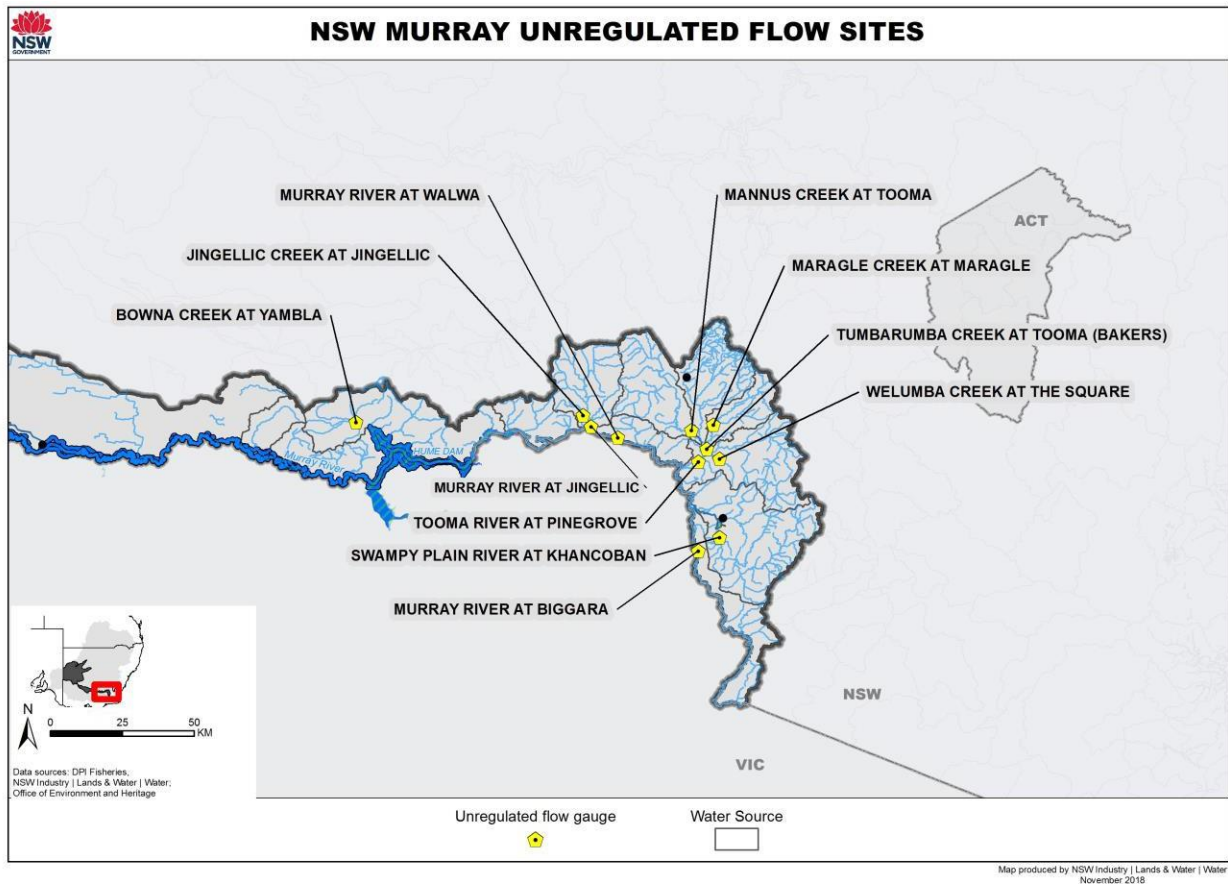 NSW
GOVERNMENT
NSW MURRAY UNREGULATED FLOW SITES
MURRAY RIVER AT WALWA
MANNUS CREEK AT TOOMA
ACT
JINGELLIC CREEK AT JINGELLIC
MARAGLE CREEK AT MARAGLE
BOWNA CREEK AT YAMBLA
TUMBARUMBA CREEK AT TOOMA (BAKERS)
WELUMBA CREEK AT THE SQUARE
Murray River
HUME DAM
MURRAY RIVER AT JINGELLIC
TOOMA RIVER AT PINEGROVE
SWAMPY PLAIN RIVER AT KHANCOBAN
MURRAY RIVER AT BIGGARA
NSW
VIC
N
0 25 50
KM
Data sources: DPI Fisheries,
NSW Industry | Lands & Water | Water;
Office of Environment and Heritage
Unregulated flow gauge
Water Source
Map produced by NSW Industry | Lands & Water | Water
November 2018